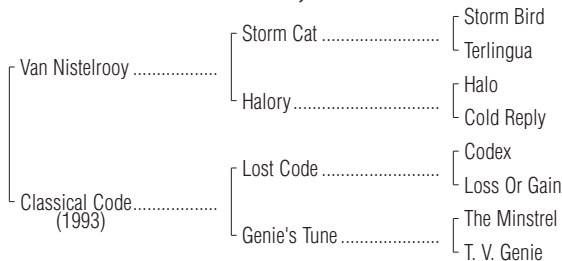 Storm Bird
Storm Cat ........................
Terlingua
Van Nistelrooy .................
Halo
Halory..............................
Cold Reply
Codex
Lost Code .......................
Loss Or Gain
Classical Code.................
(1993)
The Minstrel
Genie's Tune ....................
T. V. Genie